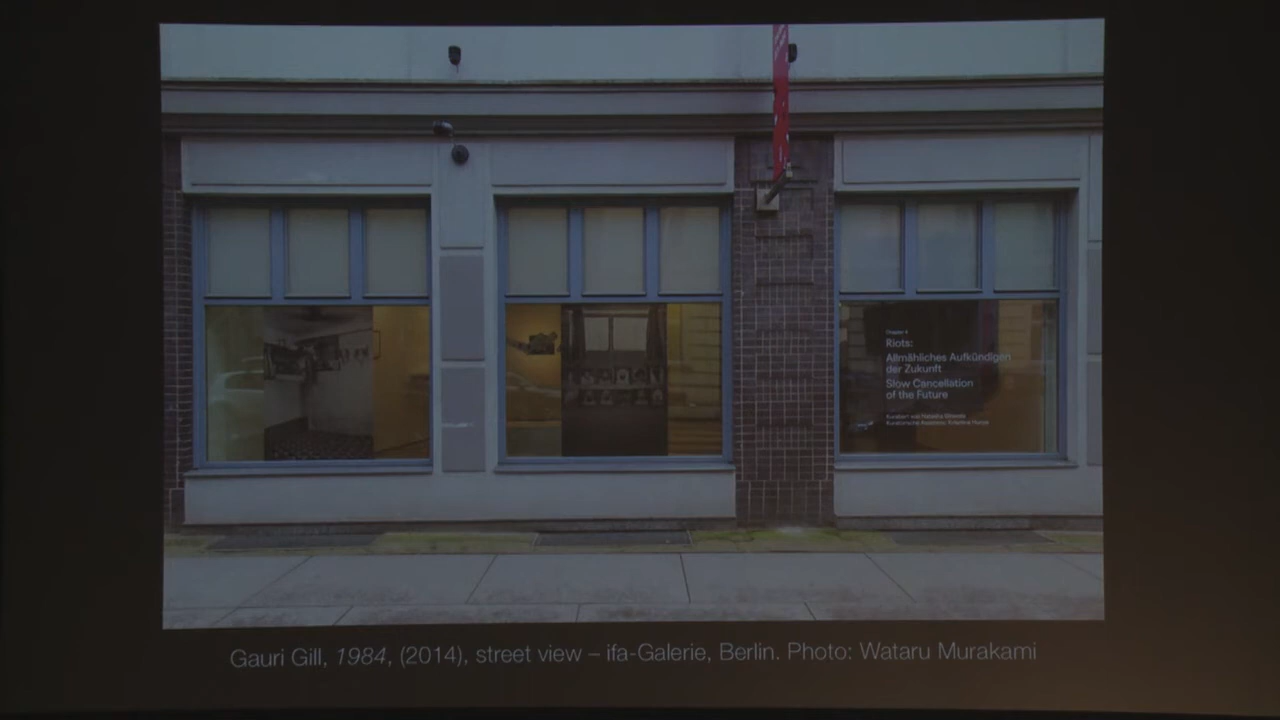 Chapter 4
Riots:
Allmähliches Aufkündigen
der Zukunft
Slow Cancellation
of the Future
Gauri Gill, 1984, (2014), street view – ifa-Galerie, Berlin. Photo: Wataru Murakami